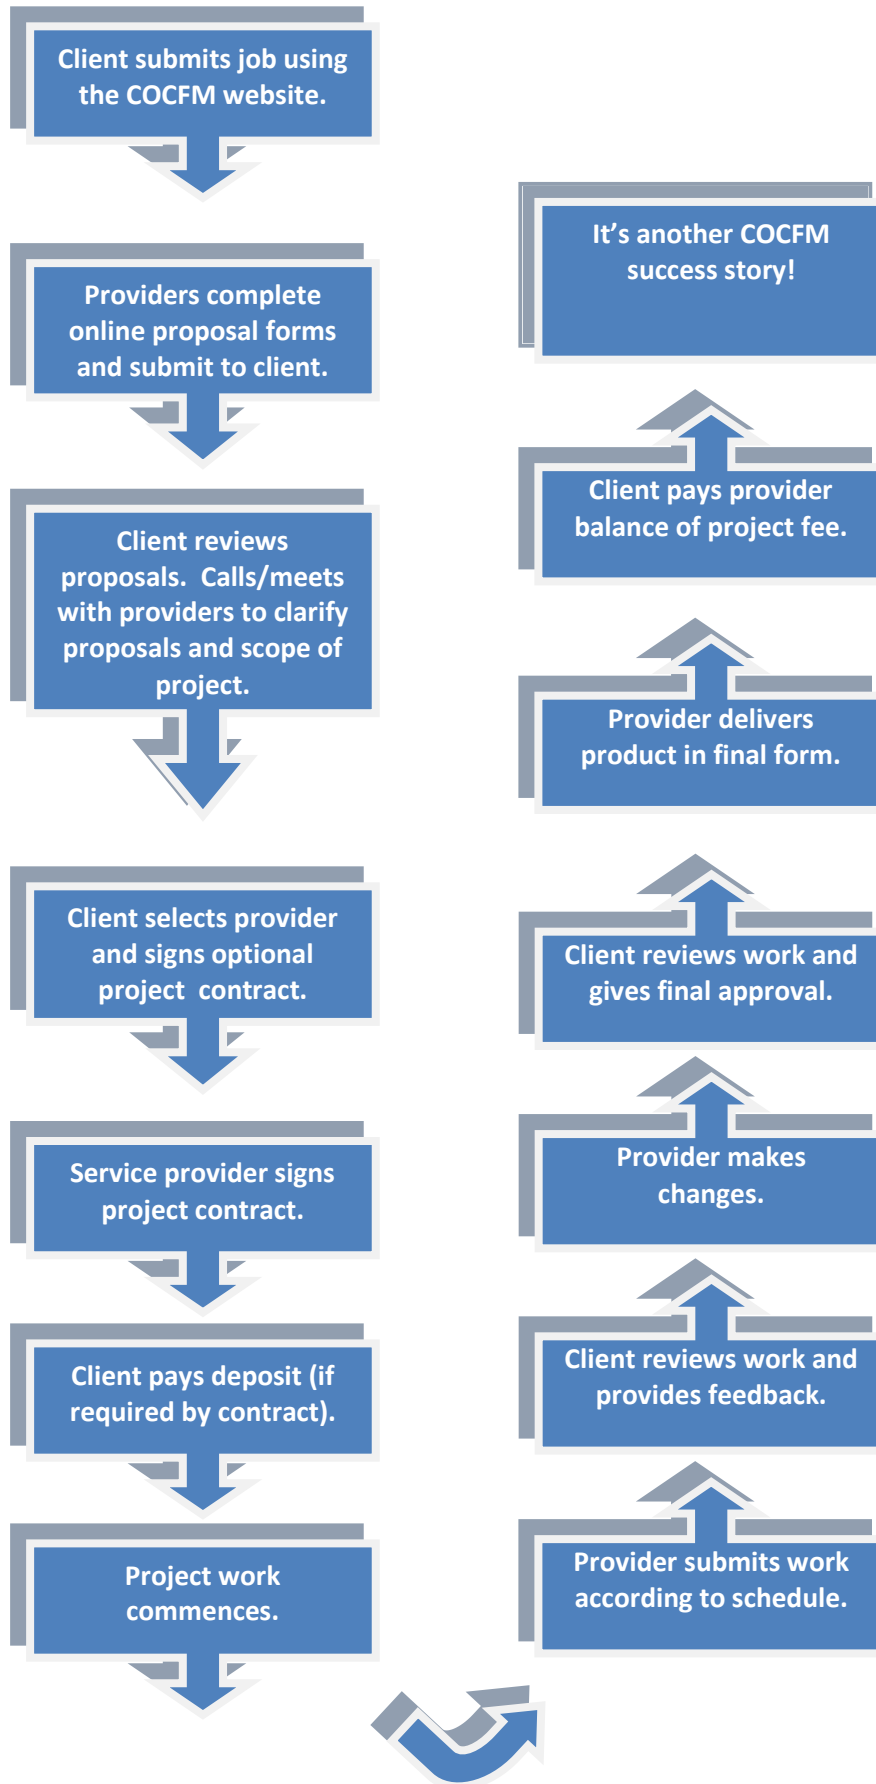 Client submits job using
the COCFM website.
Providers complete
online proposal forms
and submit to client.
Client reviews
proposals.  Calls/meets
with providers to clarify
proposals and scope of
project.
Client selects provider
and signs optional
project  contract.
Service provider signs
project contract.
Client pays deposit (if
required by contract).
Project work
commences.
Provider submits work
according to schedule.
Client reviews work and
provides feedback.
Provider makes
changes.
Client reviews work and
gives final approval.
Provider delivers
product in final form.
Client pays provider
balance of project fee.
It’s another COCFM
success story!